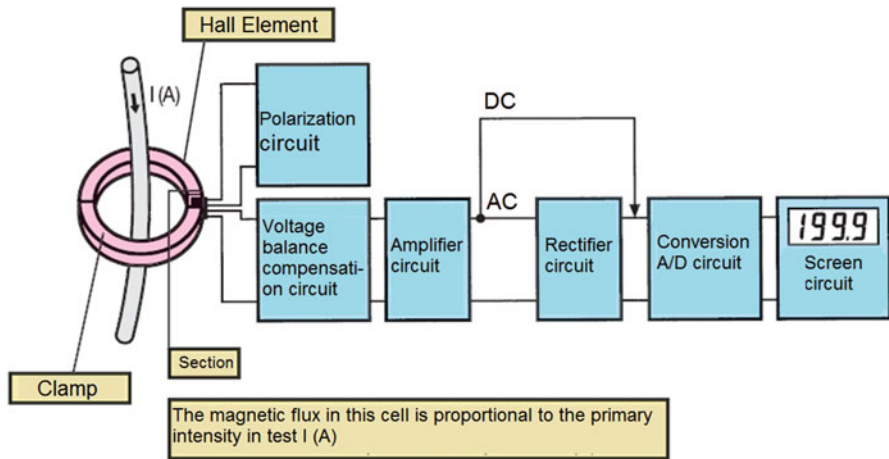 Hall Element
I (A)
Polarization
circuit
DC
AC
Voltage
balance
compensati-
on circuit
Amplifier
circuit
Rectifier
circuit
Conversion
A/D circuit
199.9
Screen
circuit
Section
Clamp
The magnetic flux in this cell is proportional to the primary
intensity in test I (A)